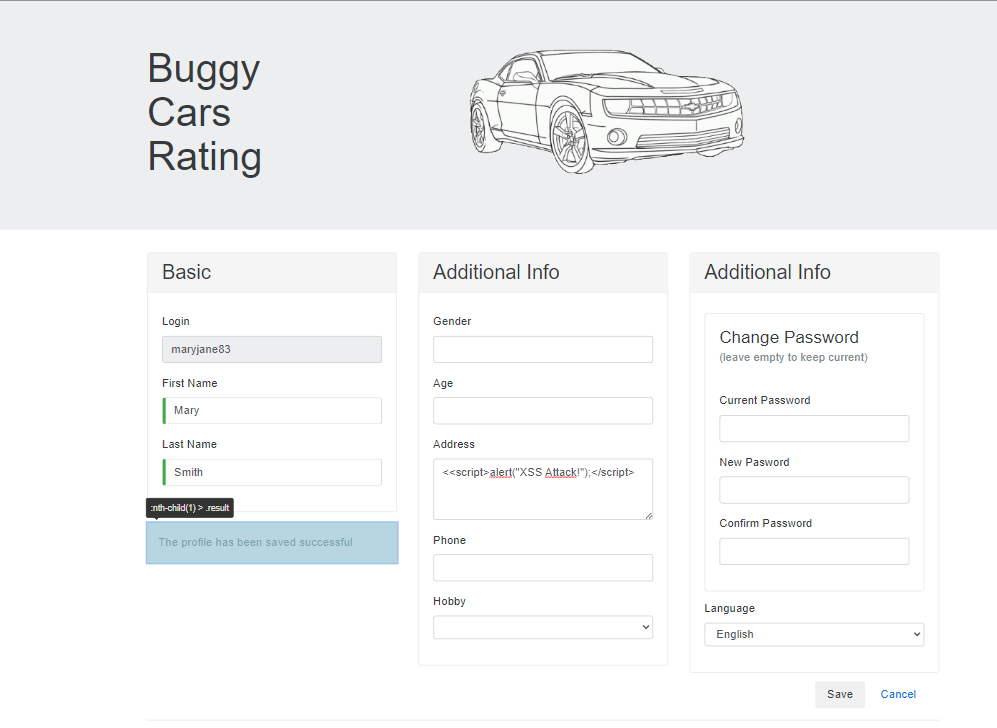 Buggy
Cars
Rating
Basic
Login
maryjane83
First Name
Mary
Last Name
Smith
:nth-child(1) > .result
The profile has been saved successful
Additional Info
Gender
Age
Address
<<script>alert("XSS Attack!");</script>
Phone
Hobby
Additional Info
Change Password
(leave empty to keep current)
Current Password
New Pasword
Confirm Password
Language
English
Save
Cancel